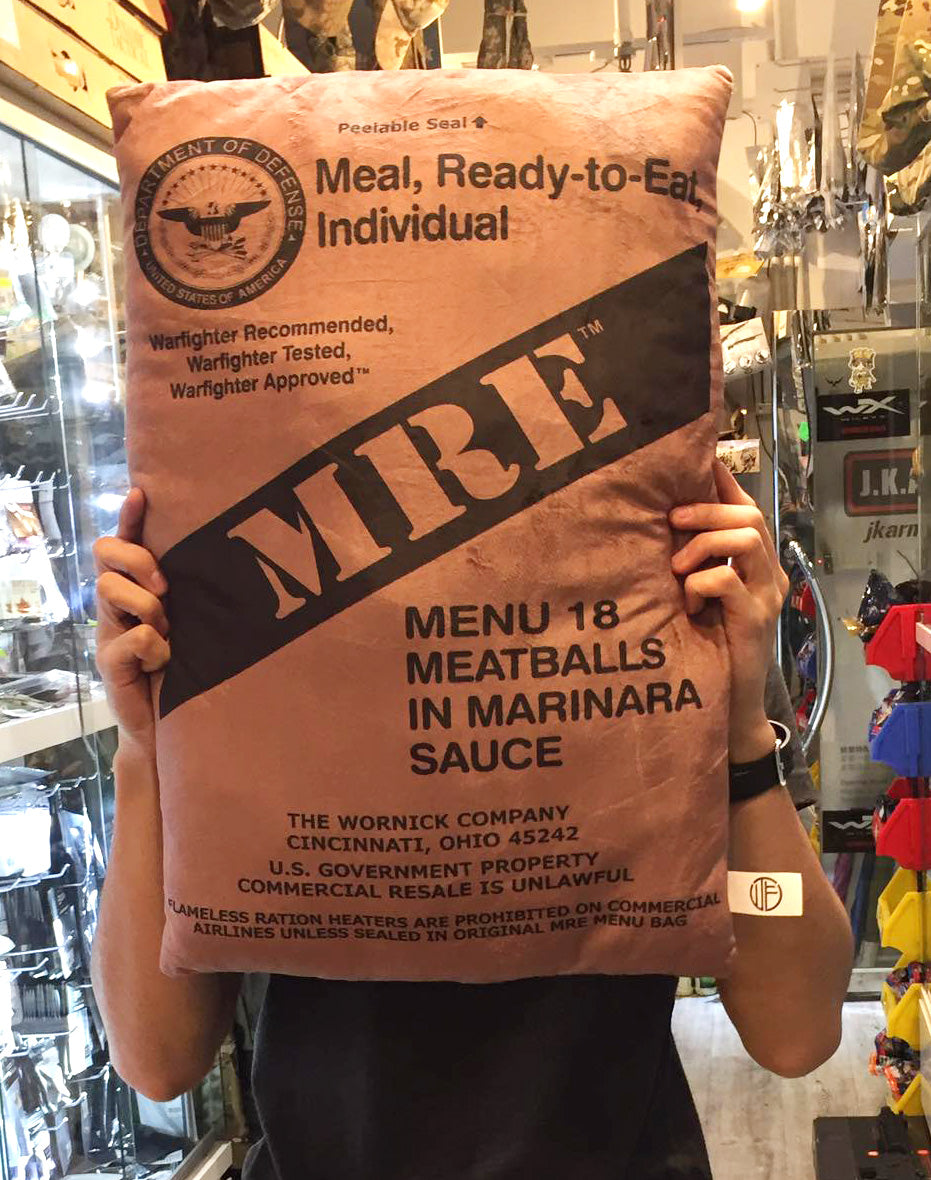 Peelable Seal
DEPARTMENT OF DEFENSE
UNITED STATES OF AMERICA
Meal, Ready-to-Eat,
Individual
Warfighter Recommended,
Warfighter Tested,
Warfighter Approved™
MRE™
MENU 18
MEATBALLS
IN MARINARA
SAUCE
THE WORNICK COMPANY
CINCINNATI, OHIO 45242
U.S. GOVERNMENT PROPERTY
COMMERCIAL RESALE IS UNLAWFUL
FLAMELESS RATION HEATERS ARE PROHIBITED ON COMMERCIAL
AIRLINES UNLESS SEALED IN ORIGINAL MRE MENU BAG
WX
J.K.A
jkarm